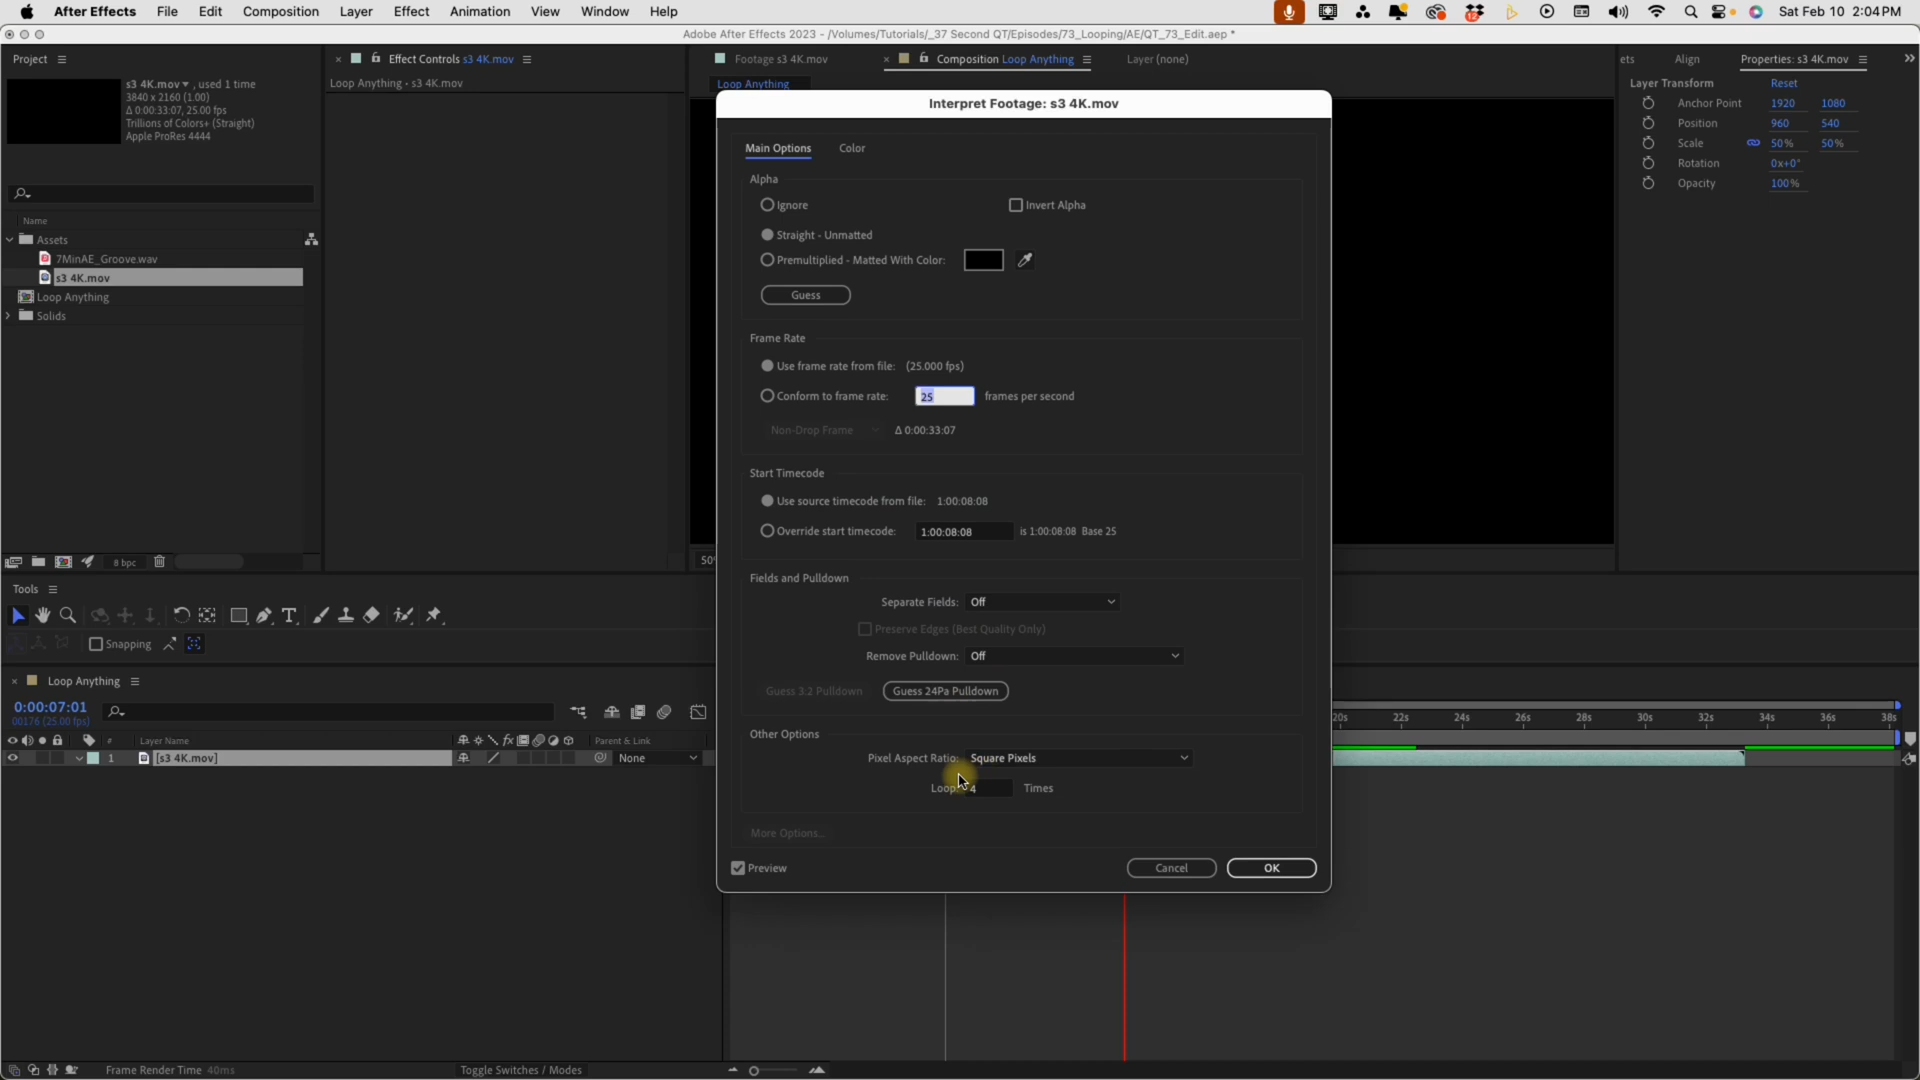 After Effects File Edit Composition Layer Effect Animation View Window Help
12
Sat Feb 10 2:04 PM
Adobe After Effects 2023 - /Volumes/Tutorials/_37 Second QT/Episodes/73_Looping/AE/QT_73_Edit.aep *
Project
Effect Controls s3 4K.mov
Footage s3 4K.mov
Composition Loop Anything
Layer (none)
ets
Align
Properties: s3 4K.mov
s3 4K.mov , used 1 time
3840 x 2160 (1.00)
Δ 0:00:33:07, 25.00 fps
Trillions of Colors+ (Straight)
Apple ProRes 4444
Loop Anything - s3 4K.mov
Loop Anything
Layer Transform Reset
Anchor Point 1920 1080
Position 960 540
Scale 50% 50%
Rotation 0x+0°
Opacity 100%
Name
Assets
7MinAE_Groove.wav
s3 4K.mov
Loop Anything
Solids
8 bpc
50
Interpret Footage: s3 4K.mov
Main Options Color
Alpha
Ignore
Invert Alpha
Straight - Unmatted
Premultiplied - Matted With Color:
Guess
Frame Rate
Use frame rate from file: (25.000 fps)
Conform to frame rate: 25 frames per second
Non-Drop Frame Δ 0:00:33:07
Start Timecode
Use source timecode from file: 1:00:08:08
Override start timecode: 1:00:08:08 is 1:00:08:08 Base 25
Fields and Pulldown
Separate Fields: Off
Preserve Edges (Best Quality Only)
Remove Pulldown: Off
Guess 3:2 Pulldown Guess 24Pa Pulldown
Other Options
Pixel Aspect Ratio: Square Pixels
Loop: 4 Times
More Options...
Preview
Cancel OK
Tools
Snapping
Loop Anything
0:00:07:01
00176 (25.00 fps)
20s 22s 24s 26s 28s 30s 32s 34s 36s 38s
# Layer Name Parent & Link
fx
1 [s3 4K.mov] None
Frame Render Time 40ms
Toggle Switches / Modes